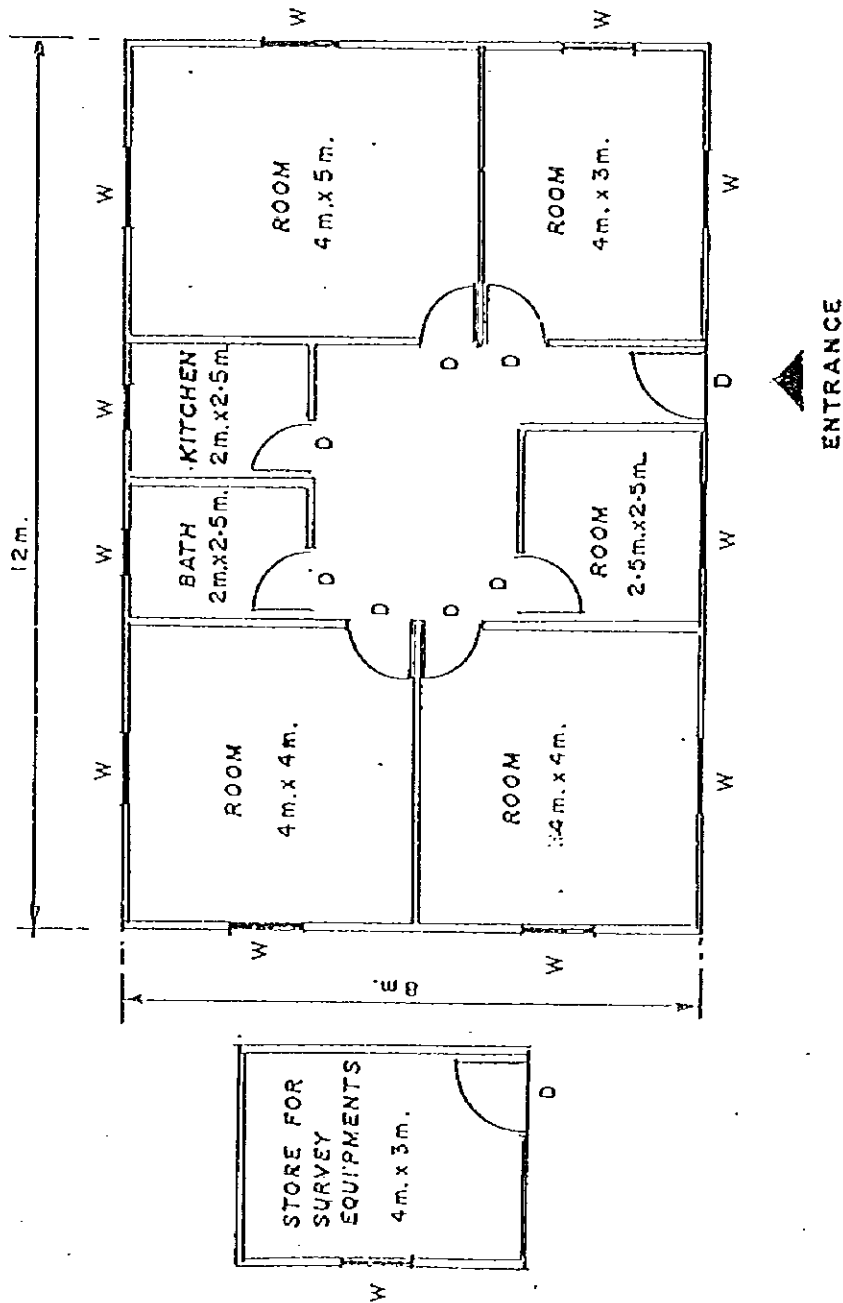 12m.
W
W
W
W
W
ROOM
4m. x 4m.
BATH
2m. x 2·5m.
KITCHEN
2m. x 2·5m
ROOM
4m. x 5m.
W
W
D
D
D
D
D
D
D
ROOM
4m. x 4m.
ROOM
2·5m. x 2·5m.
ROOM
4m. x 3m.
W
W
W
W
D
W
ENTRANCE
8 m.
STORE FOR
SURVEY
EQUIPMENTS
4m. x 3m.
W
D